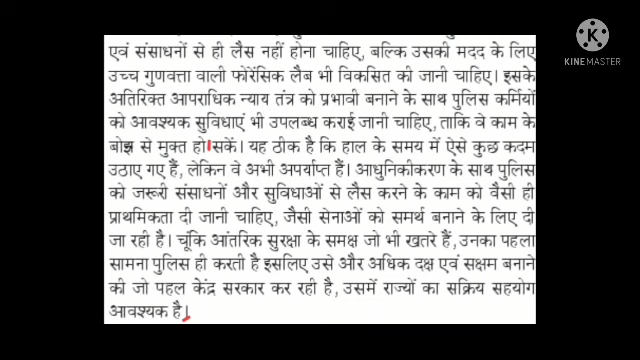 KINEMASTER
एवं संसाधनों से ही लैस नहीं होना चाहिए, बल्कि उसकी मदद के लिए
उच्च गुणवत्ता वाली फोरेंसिक लैब भी विकसित की जानी चाहिए। इसके
अतिरिक्त आपराधिक न्याय तंत्र को प्रभावी बनाने के साथ पुलिस कर्मियों
को आवश्यक सुविधाएं भी उपलब्ध कराई जानी चाहिए, ताकि वे काम के
बोझ से मुक्त हो सकें। यह ठीक है कि हाल के समय में ऐसे कुछ कदम
उठाए गए हैं, लेकिन वे अभी अपर्याप्त हैं। आधुनिकीकरण के साथ पुलिस
को जरूरी संसाधनों और सुविधाओं से लैस करने के काम को वैसी ही
प्राथमिकता दी जानी चाहिए, जैसी सेनाओं को समर्थ बनाने के लिए दी
जा रही है। चूंकि आंतरिक सुरक्षा के समक्ष जो भी खतरे हैं, उनका पहला
सामना पुलिस ही करती है इसलिए उसे और अधिक दक्ष एवं सक्षम बनाने
की जो पहल केंद्र सरकार कर रही है, उसमें राज्यों का सक्रिय सहयोग
आवश्यक है।